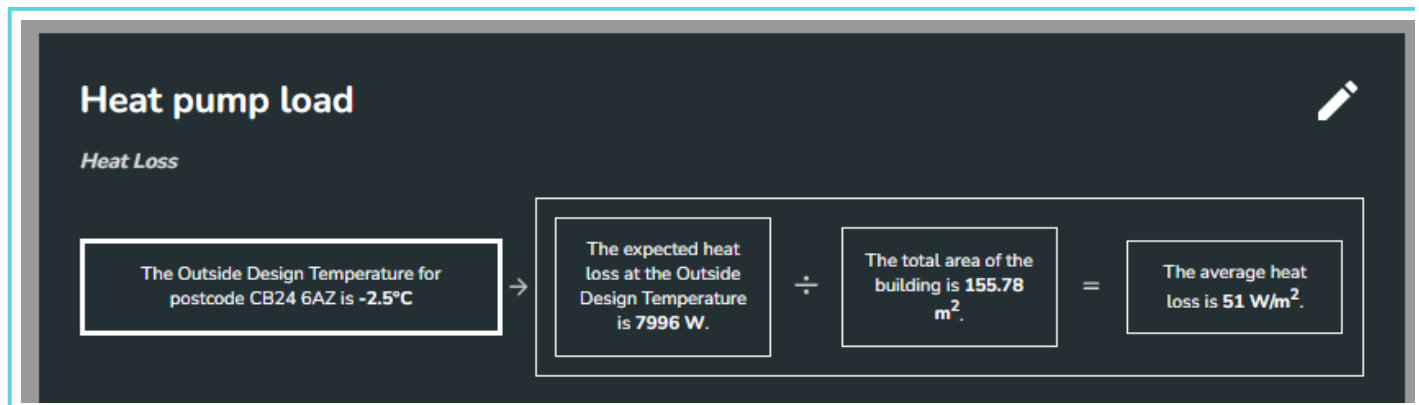 Heat pump load
Heat Loss
The Outside Design Temperature for
postcode CB24 6AZ is -2.5°C
→
The expected heat
loss at the Outside
Design Temperature
is 7996 W.
÷
The total area of the
building is 155.78
m².
=
The average heat
loss is 51 W/m².